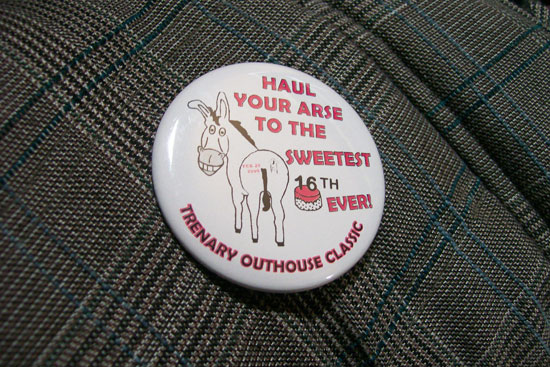 HAUL
YOUR ARSE
TO THE
SWEETEST
16TH
EVER!
TRENARY OUTHOUSE CLASSIC